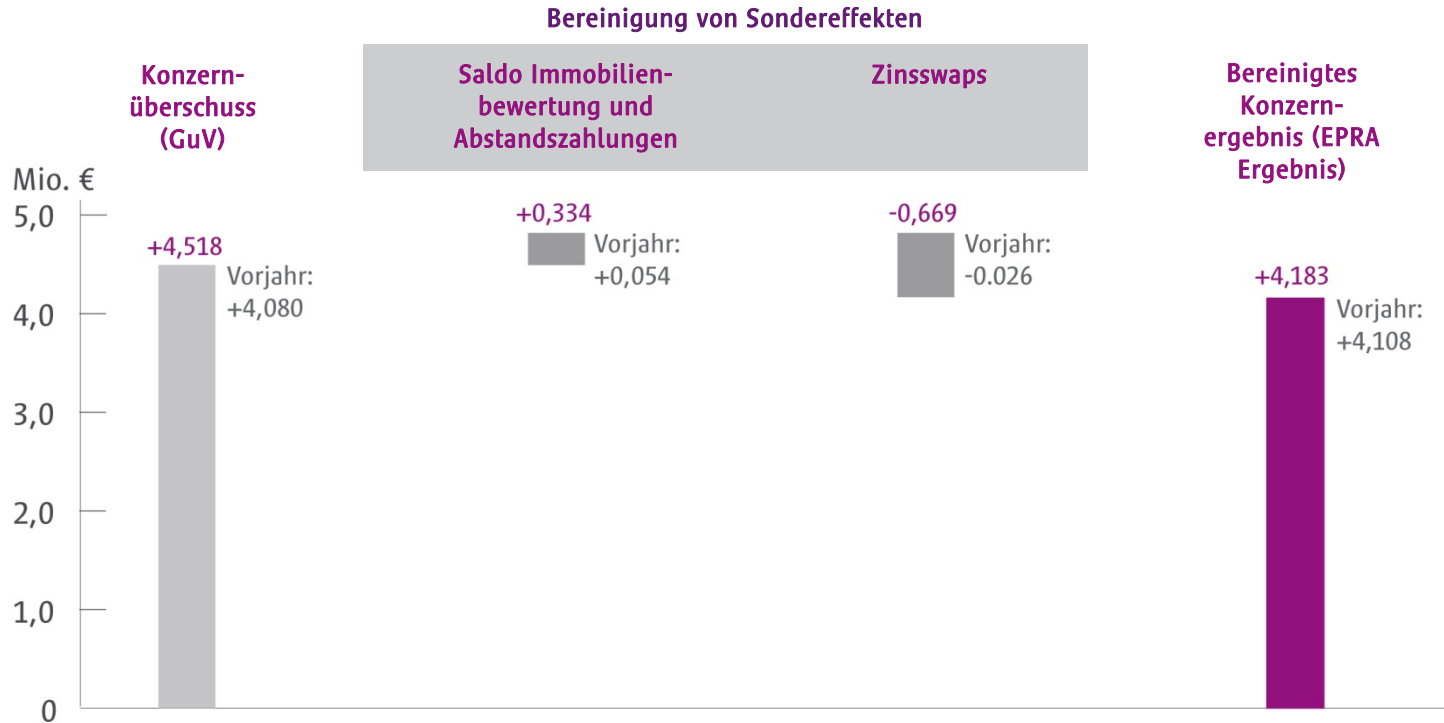 Bereinigung von Sondereffekten
Konzern-
überschuss
(GuV)
Saldo Immobilien-
bewertung und
Abstandszahlungen
Zinsswaps
Bereinigtes
Konzern-
ergebnis (EPRA
Ergebnis)
Mio. €
5,0
4,0
3,0
2,0
1,0
0
+4,518
Vorjahr:
+4,080
+0,334
Vorjahr:
+0,054
-0,669
Vorjahr:
-0.026
+4,183
Vorjahr:
+4,108